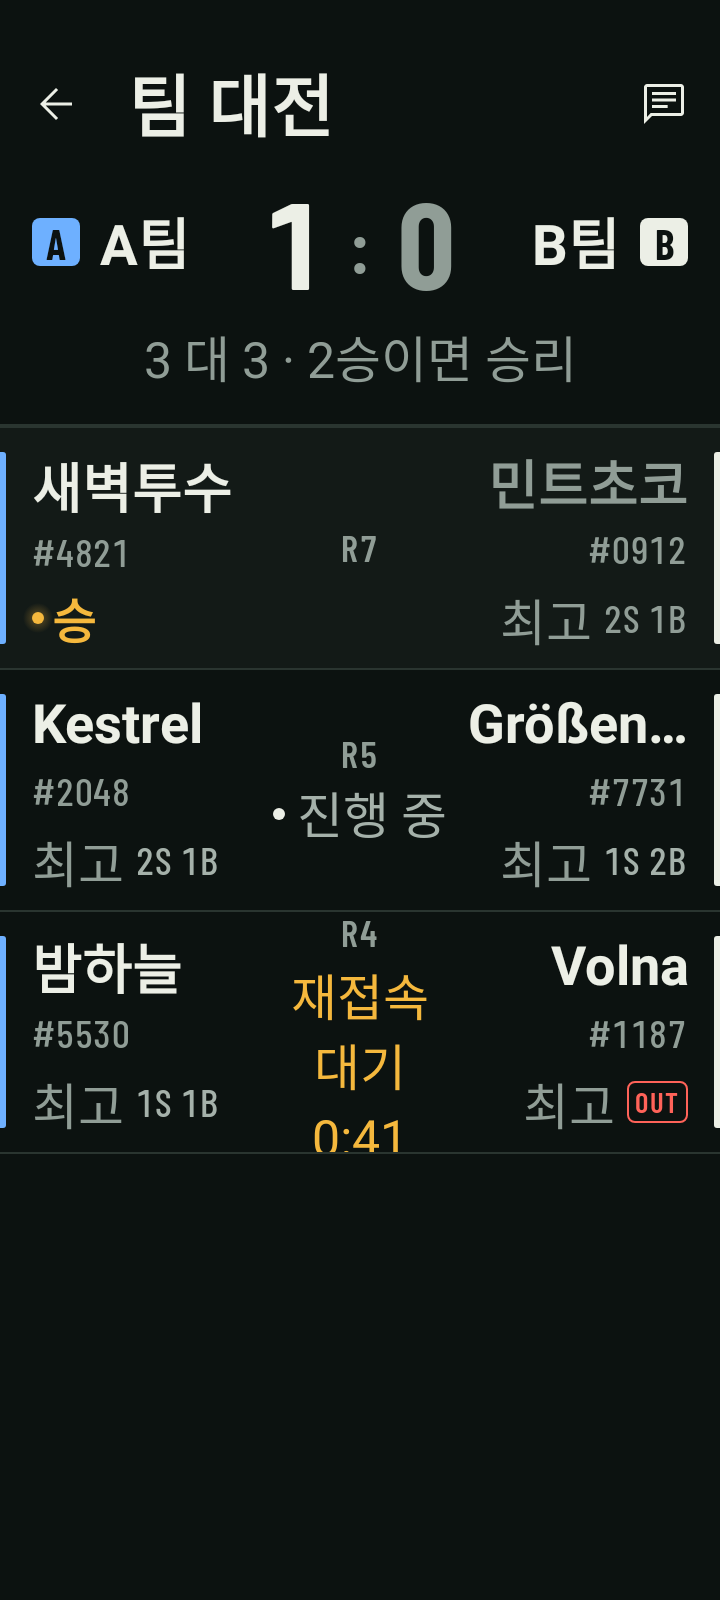 팀 대전
A A팀 1 : 0 B팀 B
3 대 3 · 2승이면 승리
새벽투수 민트초코
#4821 R7 #0912
승 최고 2S 1B
Kestrel Größen…
#2048 R5 #7731
진행 중
최고 2S 1B 최고 1S 2B
R4
밤하늘 Volna
재접속
#5530 #1187
대기
최고 1S 1B 최고 OUT
0:41